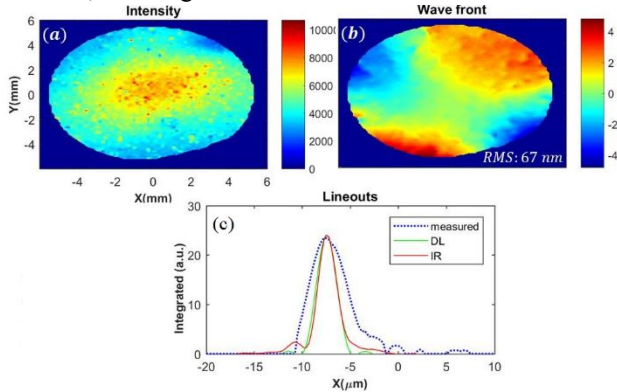 Intensity
(a)
Y(mm)
6
4
2
0
-2
-4
-4
-2
0
2
4
6
X(mm)
10000
8000
6000
4000
2000
0
Wave front
(b)
RMS: 67 nm
4
2
0
-2
-4
Lineouts
(c)
measured
DL
IR
Integrated (a.u.)
30
20
10
0
-20
-15
-10
-5
0
5
10
X(μm)